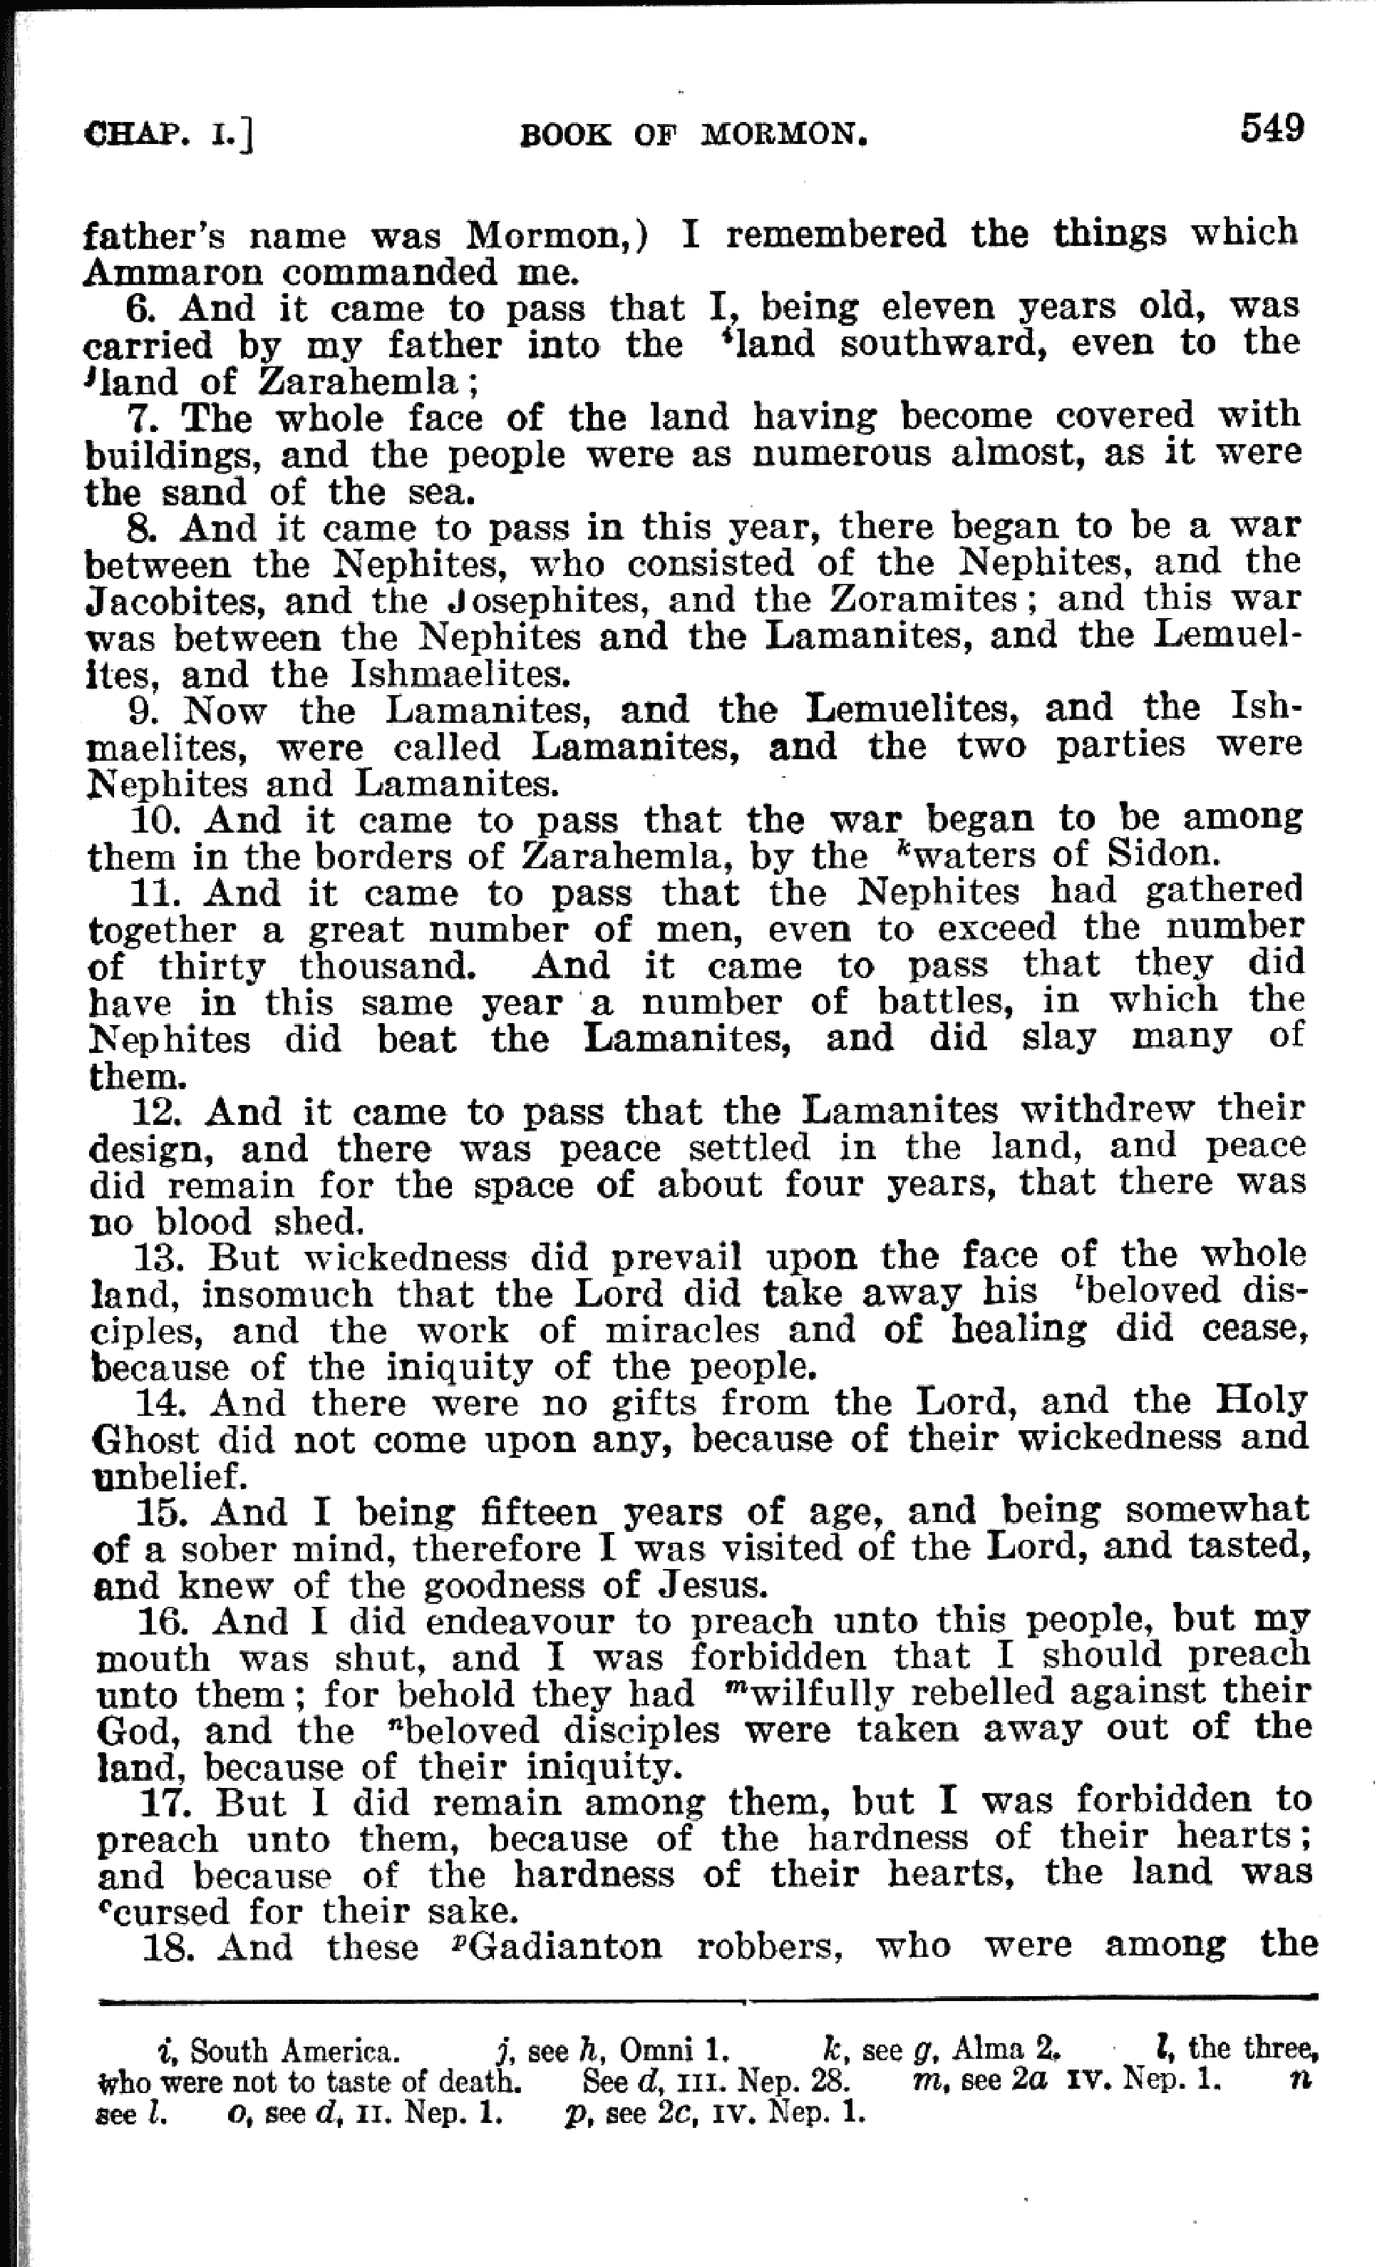 CHAP. I.] BOOK OF MORMON. 549
father's name was Mormon,) I remembered the things which
Ammaron commanded me.
6. And it came to pass that I, being eleven years old, was
carried by my father into the ⁱland southward, even to the
ʲland of Zarahemla;
7. The whole face of the land having become covered with
buildings, and the people were as numerous almost, as it were
the sand of the sea.
8. And it came to pass in this year, there began to be a war
between the Nephites, who consisted of the Nephites, and the
Jacobites, and the Josephites, and the Zoramites; and this war
was between the Nephites and the Lamanites, and the Lemuel-
ites, and the Ishmaelites.
9. Now the Lamanites, and the Lemuelites, and the Ish-
maelites, were called Lamanites, and the two parties were
Nephites and Lamanites.
10. And it came to pass that the war began to be among
them in the borders of Zarahemla, by the ᵏwaters of Sidon.
11. And it came to pass that the Nephites had gathered
together a great number of men, even to exceed the number
of thirty thousand. And it came to pass that they did
have in this same year a number of battles, in which the
Nephites did beat the Lamanites, and did slay many of
them.
12. And it came to pass that the Lamanites withdrew their
design, and there was peace settled in the land, and peace
did remain for the space of about four years, that there was
no blood shed.
13. But wickedness did prevail upon the face of the whole
land, insomuch that the Lord did take away his ˡbeloved dis-
ciples, and the work of miracles and of healing did cease,
because of the iniquity of the people.
14. And there were no gifts from the Lord, and the Holy
Ghost did not come upon any, because of their wickedness and
unbelief.
15. And I being fifteen years of age, and being somewhat
of a sober mind, therefore I was visited of the Lord, and tasted,
and knew of the goodness of Jesus.
16. And I did endeavour to preach unto this people, but my
mouth was shut, and I was forbidden that I should preach
unto them; for behold they had ᵐwilfully rebelled against their
God, and the ⁿbeloved disciples were taken away out of the
land, because of their iniquity.
17. But I did remain among them, but I was forbidden to
preach unto them, because of the hardness of their hearts;
and because of the hardness of their hearts, the land was
ᵒcursed for their sake.
18. And these ᵖGadianton robbers, who were among the
i, South America. j, see h, Omni 1. k, see g, Alma 2. l, the three,
who were not to taste of death. See d, III. Nep. 28. m, see 2a IV. Nep. 1. n
see l. o, see d, II. Nep. 1. p, see 2c, IV. Nep. 1.